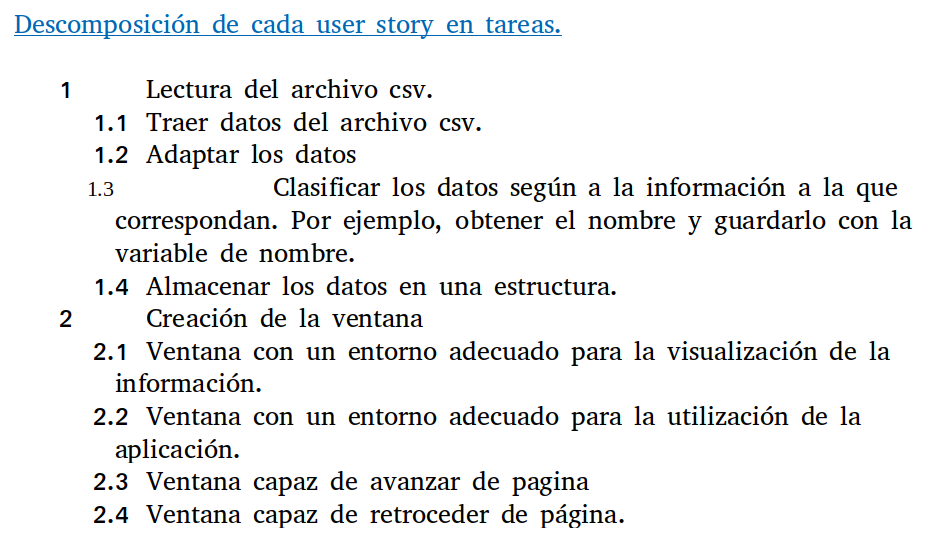 Descomposición de cada user story en tareas.
1 Lectura del archivo csv.
1.1 Traer datos del archivo csv.
1.2 Adaptar los datos
1.3 Clasificar los datos según a la información a la que
correspondan. Por ejemplo, obtener el nombre y guardarlo con la
variable de nombre.
1.4 Almacenar los datos en una estructura.
2 Creación de la ventana
2.1 Ventana con un entorno adecuado para la visualización de la
información.
2.2 Ventana con un entorno adecuado para la utilización de la
aplicación.
2.3 Ventana capaz de avanzar de pagina
2.4 Ventana capaz de retroceder de página.